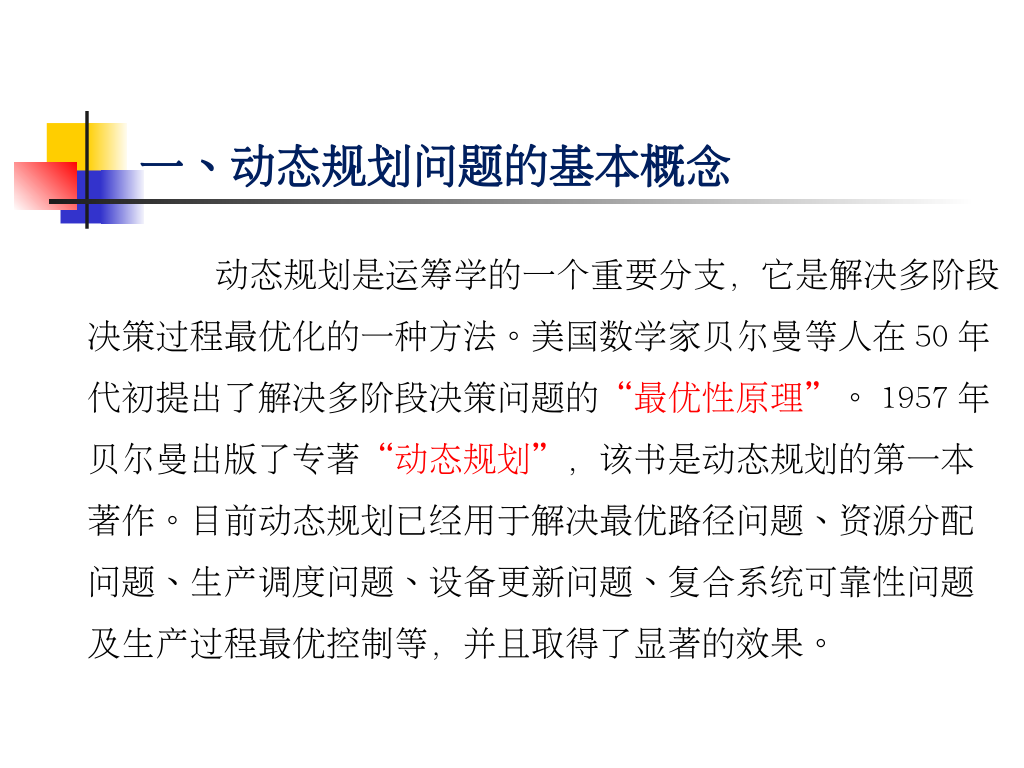 一、动态规划问题的基本概念
动态规划是运筹学的一个重要分支，它是解决多阶段
决策过程最优化的一种方法。美国数学家贝尔曼等人在 50 年
代初提出了解决多阶段决策问题的“最优性原理”。 1957 年
贝尔曼出版了专著“动态规划”，该书是动态规划的第一本
著作。目前动态规划已经用于解决最优路径问题、资源分配
问题、生产调度问题、设备更新问题、复合系统可靠性问题
及生产过程最优控制等，并且取得了显著的效果。